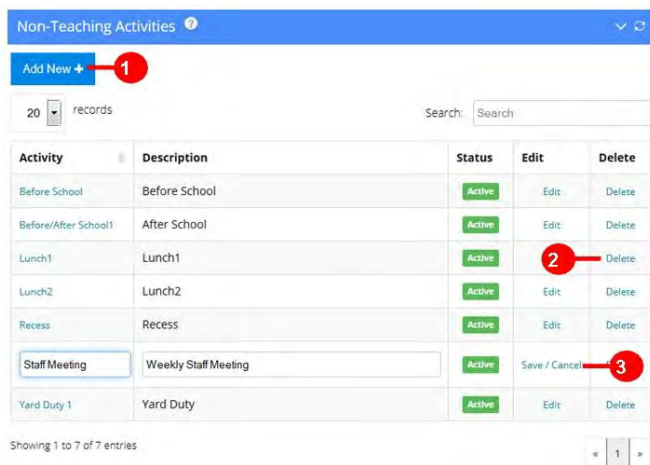 Non-Teaching Activities ?
Add New + 1
20 records Search: Search
Activity Description Status Edit Delete
Before School Before School Active Edit Delete
Before/After School1 After School Active Edit Delete
Lunch1 Lunch1 Active 2 Delete
Lunch2 Lunch2 Active Edit Delete
Recess Recess Active Edit Delete
Staff Meeting Weekly Staff Meeting Active Save / Cancel 3
Yard Duty 1 Yard Duty Active Edit Delete
Showing 1 to 7 of 7 entries
« 1 »